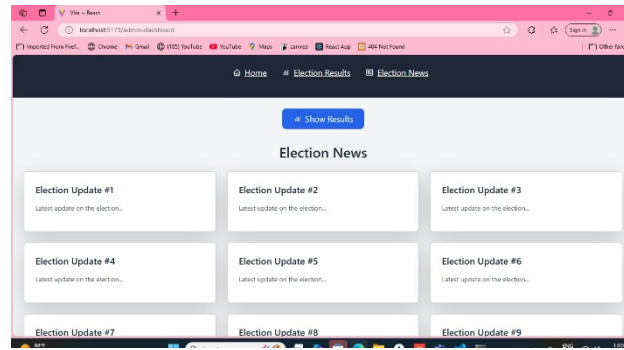 Vite + React
localhost:5173/admin-dashboard
Sign in
Imported From Firef... Chrome Gmail (185) YouTube YouTube Maps React App 404 Not Found Other favo
Home Election Results Election News
Show Results
Election News
Election Update #1 Election Update #2 Election Update #3
Latest update on the election... Latest update on the election... Latest update on the election...
Election Update #4 Election Update #5 Election Update #6
Latest update on the election... Latest update on the election... Latest update on the election...
Election Update #7 Election Update #8 Election Update #9
ENG